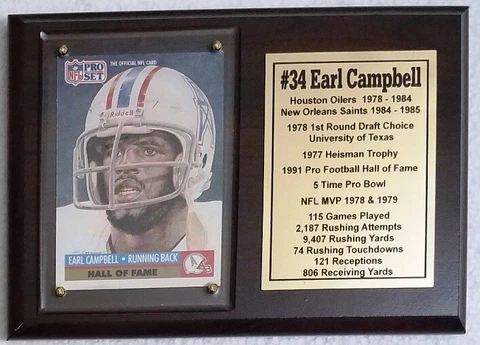 NFL
PRO
SET
THE OFFICIAL NFL CARD
Riddell
EARL CAMPBELL • RUNNING BACK
HALL OF FAME
#34 Earl Campbell
Houston Oilers 1978 - 1984
New Orleans Saints 1984 - 1985
1978 1st Round Draft Choice
University of Texas
1977 Heisman Trophy
1991 Pro Football Hall of Fame
5 Time Pro Bowl
NFL MVP 1978 & 1979
115 Games Played
2,187 Rushing Attempts
9,407 Rushing Yards
74 Rushing Touchdowns
121 Receptions
806 Receiving Yards